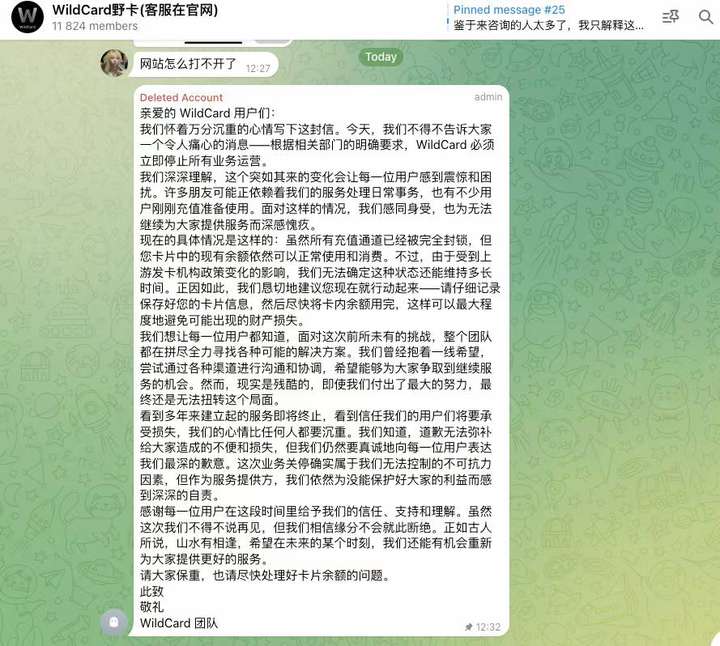 WildCard野卡(客服在官网)
11 824 members
Pinned message #25
鉴于来咨询的人太多了，我只解释这...
网站怎么打不开了 12:27
Today
Deleted Account admin
亲爱的 WildCard 用户们：
我们怀着万分沉重的心情写下这封信。今天，我们不得不告诉大家
一个令人痛心的消息——根据相关部门的明确要求，WildCard 必须
立即停止所有业务运营。
我们深深理解，这个突如其来的变化会让每一位用户感到震惊和困
扰。许多朋友可能正依赖着我们的服务处理日常事务，也有不少用
户刚刚充值准备使用。面对这样的情况，我们感同身受，也为无法
继续为大家提供服务而深感愧疚。
现在的具体情况是这样的：虽然所有充值通道已经被完全封锁，但
您卡片中的现有余额依然可以正常使用和消费。不过，由于受到上
游发卡机构政策变化的影响，我们无法确定这种状态还能维持多长
时间。正因如此，我们恳切地建议您现在就行动起来——请仔细记录
保存好您的卡片信息，然后尽快将卡内余额用完，这样可以最大程
度地避免可能出现的财产损失。
我们想让每一位用户都知道，面对这次前所未有的挑战，整个团队
都在拼尽全力寻找各种可能的解决方案。我们曾经抱着一线希望，
尝试通过各种渠道进行沟通和协调，希望能够为大家争取到继续服
务的机会。然而，现实是残酷的，即使我们付出了最大的努力，最
终还是无法扭转这个局面。
看到多年来建立起的服务即将终止，看到信任我们的用户们将要承
受损失，我们的心情比任何人都要沉重。我们知道，道歉无法弥补
给大家造成的不便和损失，但我们仍然要真诚地向每一位用户表达
我们最深的歉意。这次业务关停确实属于我们无法控制的不可抗力
因素，但作为服务提供方，我们依然为没能保护好大家的利益而感
到深深的自责。
感谢每一位用户在这段时间里给予我们的信任、支持和理解。虽然
这次我们不得不说再见，但我们相信缘分不会就此断绝。正如古人
所说，山水有相逢，希望在未来的某个时刻，我们还能有机会重新
为大家提供更好的服务。
请大家保重，也请尽快处理好卡片余额的问题。
此致
敬礼
WildCard 团队 12:32